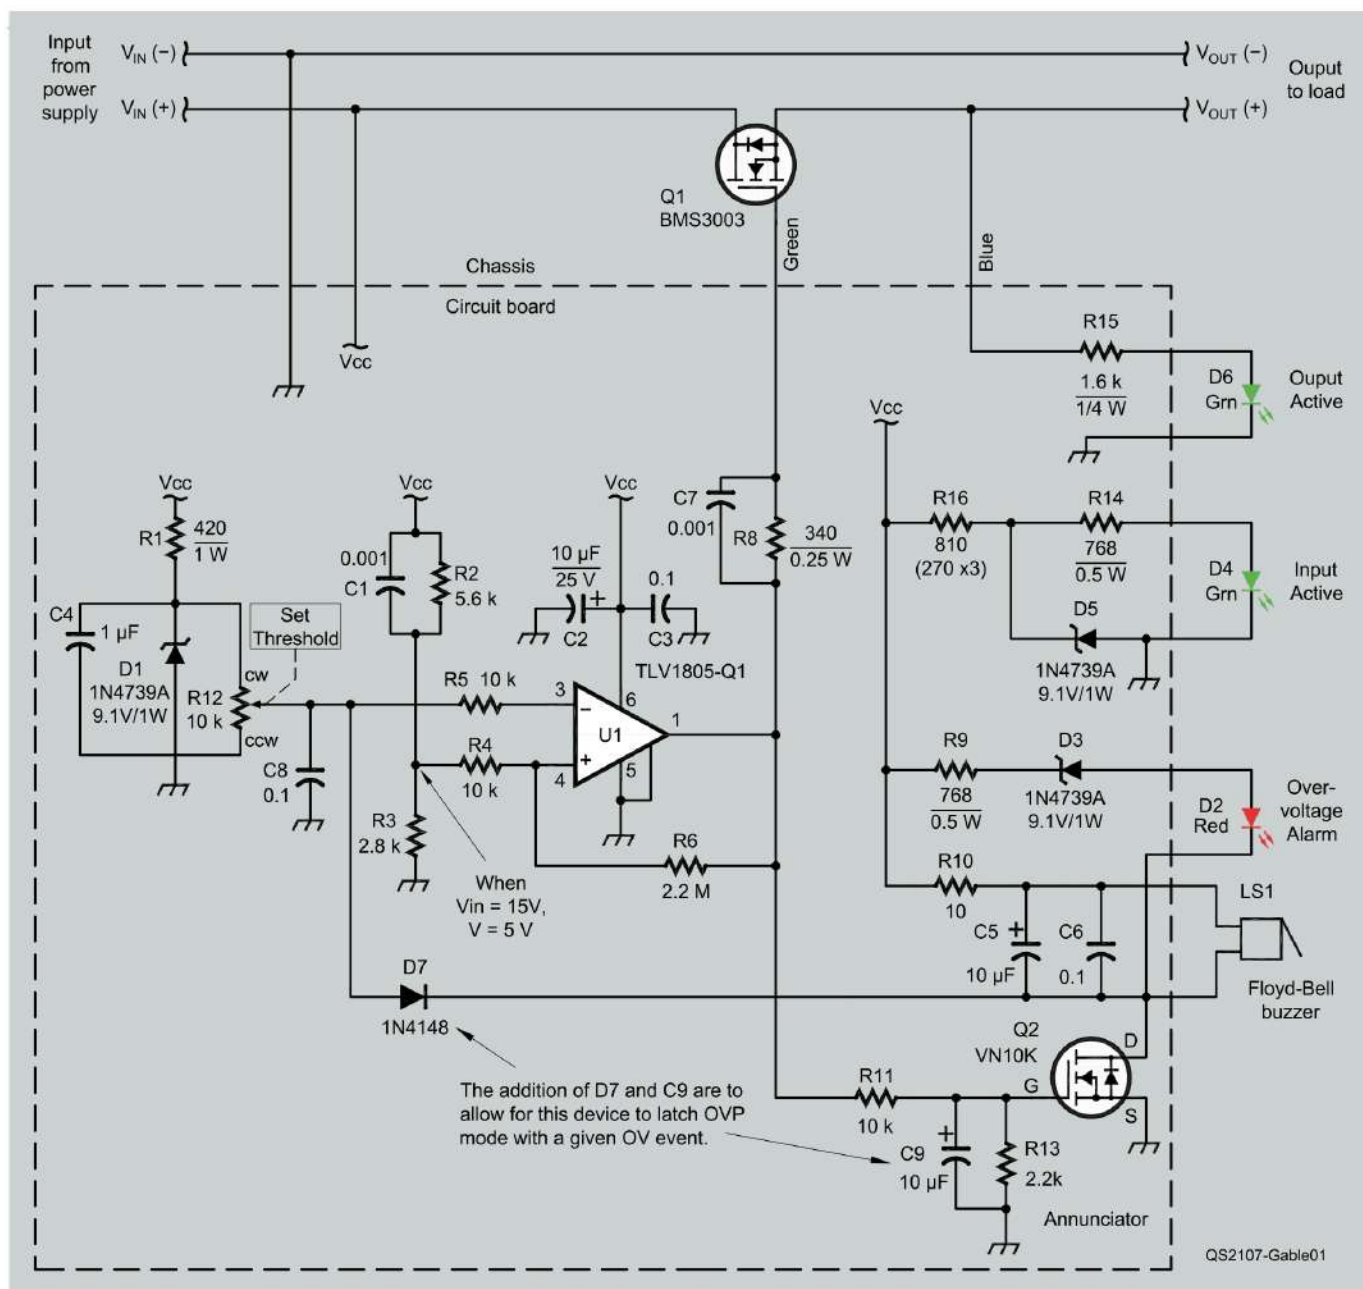 Input
from
power
supply
VIN (−)
VIN (+)
VOUT (−)
VOUT (+)
Ouput
to load
Q1
BMS3003
Green
Blue
Chassis
Circuit board
Vcc
R15
1.6 k
1/4 W
D6
Grn
Ouput
Active
Vcc
Vcc
R1
420
1 W
Vcc
0.001
C1
R2
5.6 k
Vcc
10 µF
25 V
C2
0.1
C3
C7
0.001
R8
340
0.25 W
R16
810
(270 x3)
R14
768
0.5 W
D4
Grn
Input
Active
D5
1N4739A
9.1V/1W
C4
1 µF
D1
1N4739A
9.1V/1W
R12
10 k
cw
ccw
Set
Threshold
C8
0.1
R5 10 k
R4
10 k
TLV1805-Q1
3
−
6
U1
1
+
4
5
R3
2.8 k
R6
2.2 M
When
Vin = 15V,
V = 5 V
R9
768
0.5 W
D3
1N4739A
9.1V/1W
D2
Red
Over-
voltage
Alarm
R10
10
C5
+
10 µF
C6
0.1
LS1
Floyd-Bell
buzzer
D7
1N4148
The addition of D7 and C9 are to
allow for this device to latch OVP
mode with a given OV event.
Q2
VN10K
D
G
S
R11
10 k
+
C9
10 µF
R13
2.2k
Annunciator
QS2107-Gable01